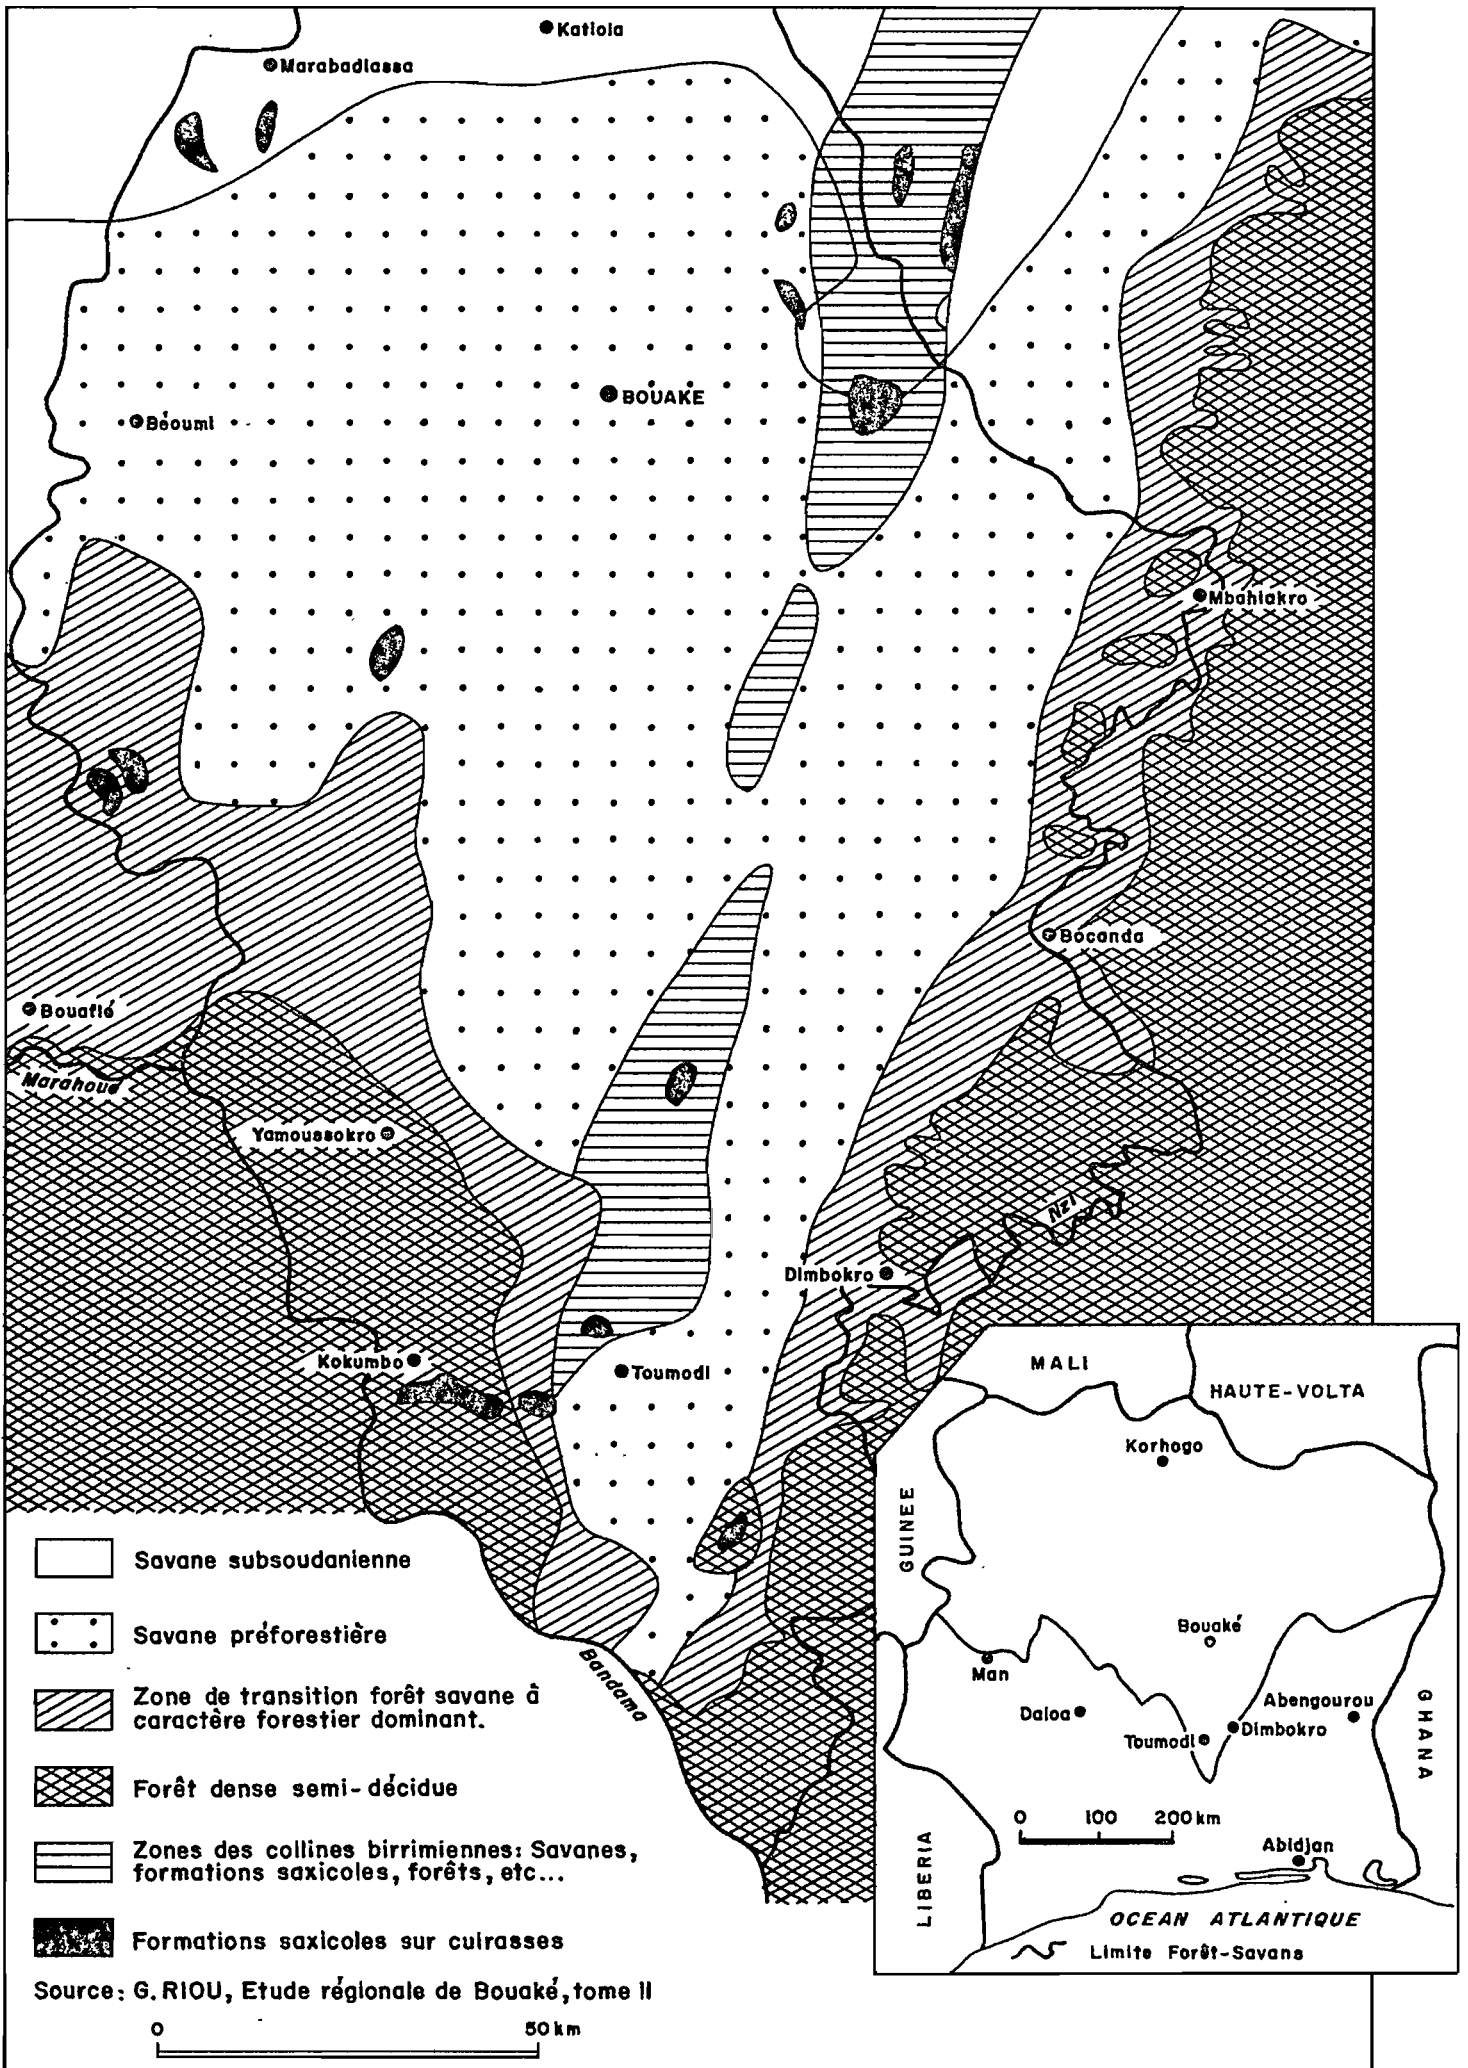 Katiola
Marabadiassa
BOUAKE
Béoumi
Mbahiakro
Bocanda
Bouaflé
Marahoué
Yamoussokro
Nzi
Dimbokro
Kokumbo
Toumodi
Bandama
Savane subsoudanienne
Savane préforestière
Zone de transition forêt savane à
caractère forestier dominant.
Forêt dense semi-décidue
Zones des collines birrimiennes: Savanes,
formations saxicoles, forêts, etc...
Formations saxicoles sur cuirasses
Source: G. RIOU, Etude régionale de Bouaké, tome II
0 50 km
MALI
HAUTE-VOLTA
Korhogo
GUINEE
Bouaké
Man
Daloa
Abengourou
Toumodi
Dimbokro
GHANA
0 100 200 km
Abidjan
LIBERIA
OCEAN ATLANTIQUE
Limite Forêt-Savans